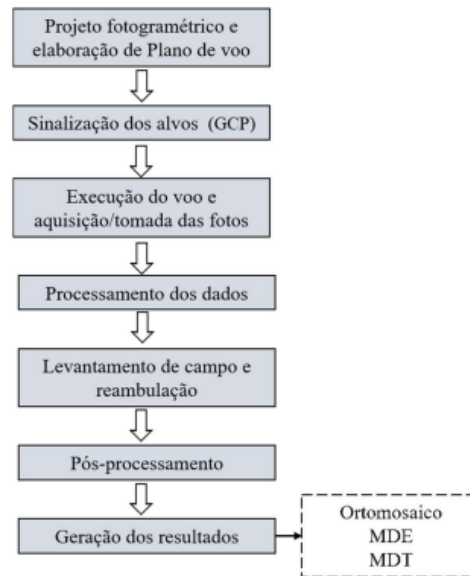 Projeto fotogramétrico e
elaboração de Plano de voo
Sinalização dos alvos (GCP)
Execução do voo e
aquisição/tomada das fotos
Processamento dos dados
Levantamento de campo e
reambulação
Pós-processamento
Geração dos resultados
Ortomosaico
MDE
MDT